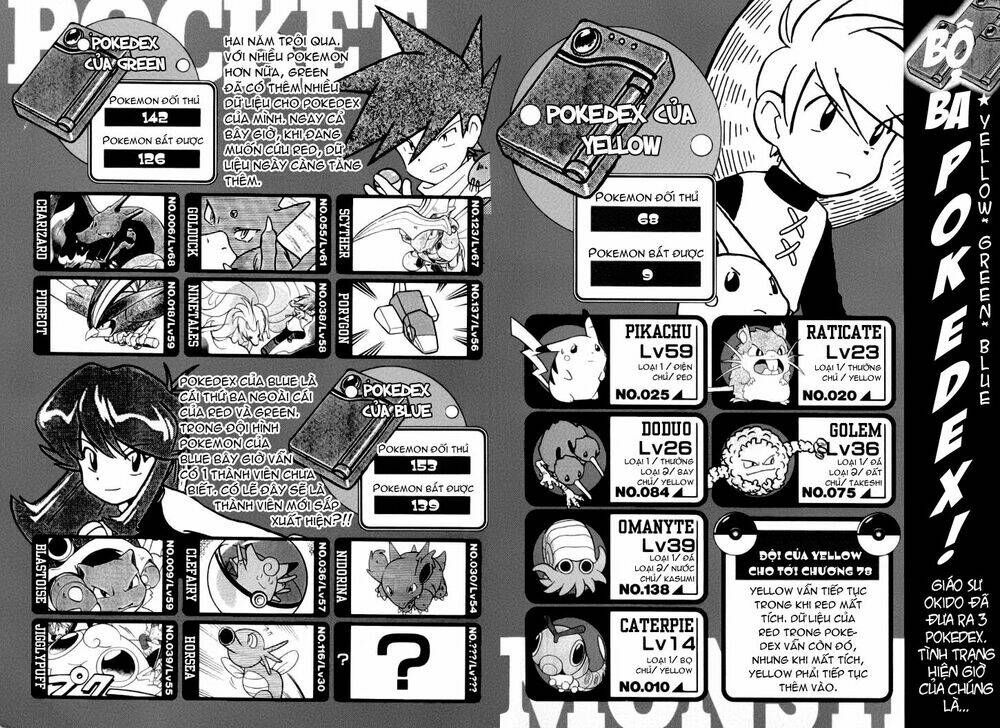 POCKET
MONSTE
BỘ BA POKEDEX!
★ YELLOW * GREEN * BLUE
GIÁO SƯ
OKIDO ĐÃ
ĐƯA RA 3
POKEDEX.
TÌNH TRẠNG
HIỆN GIỜ
CỦA CHÚNG
LÀ...
POKEDEX CỦA
YELLOW
POKEMON ĐỐI THỦ
68
POKEMON BẮT ĐƯỢC
9
PIKACHU
Lv59
LOẠI 1/ ĐIỆN
CHỦ/ RED
NO.025
RATICATE
Lv23
LOẠI 1/ THƯỜNG
CHỦ/ YELLOW
NO.020
DODUO
Lv26
LOẠI 1/ THƯỜNG
LOẠI 2/ BAY
CHỦ/ YELLOW
NO.084
GOLEM
Lv36
LOẠI 1/ ĐÁ
LOẠI 2/ ĐẤT
CHỦ/ TAKESHI
NO.075
OMANYTE
Lv39
LOẠI 1/ ĐÁ
LOẠI 2/ NƯỚC
CHỦ/ KASUMI
NO.138
CATERPIE
Lv14
LOẠI 1/ BỌ
CHỦ/ YELLOW
NO.010
ĐỘI CỦA YELLOW
CHO TỚI CHƯƠNG 78
YELLOW VẪN TIẾP TỤC
TRONG KHI RED MẤT
TÍCH. DỮ LIỆU CỦA
RED TRONG POKE-
DEX VẪN CÒN ĐÓ,
NHƯNG KHI MẤT TÍCH,
YELLOW PHẢI TIẾP TỤC
THÊM VÀO.
POKEDEX
CỦA GREEN
POKEMON ĐỐI THỦ
142
POKEMON BẮT ĐƯỢC
126
HAI NĂM TRÔI QUA.
VỚI NHIỀU POKEMON
HƠN NỮA, GREEN
ĐÃ CÓ THÊM NHIỀU
DỮ LIỆU CHO POKEDEX
CỦA MÌNH. NGAY CẢ
BÂY GIỜ, KHI ĐANG
MUỐN CỨU RED, DỮ
LIỆU NGÀY CÀNG TĂNG
THÊM.
CHARIZARD
NO.006/Lv68
GOLDUCK
NO.055/Lv61
SCYTHER
NO.123/Lv67
PIDGEOT
NO.018/Lv59
NINETALES
NO.038/Lv58
PORYGON
NO.137/Lv56
POKEDEX CỦA BLUE LÀ
CÁI THỨ BA NGOÀI CÁI
CỦA RED VÀ GREEN.
TRONG ĐỘI HÌNH
POKEMON CỦA
BLUE BÂY GIỜ VẪN
CÓ 1 THÀNH VIÊN CHƯA
BIẾT. CÓ LẼ ĐÂY SẼ LÀ
THÀNH VIÊN MỚI SẮP
XUẤT HIỆN?!!
POKEDEX
CỦA BLUE
POKEMON ĐỐI THỦ
153
POKEMON BẮT ĐƯỢC
139
BLASTOISE
NO.009/Lv59
CLEFAIRY
NO.036/Lv57
NIDORINA
NO.030/Lv54
JIGGLYPUFF
NO.039/Lv55
プク
HORSEA
NO.116/Lv30
?
?
NO.???/Lv???